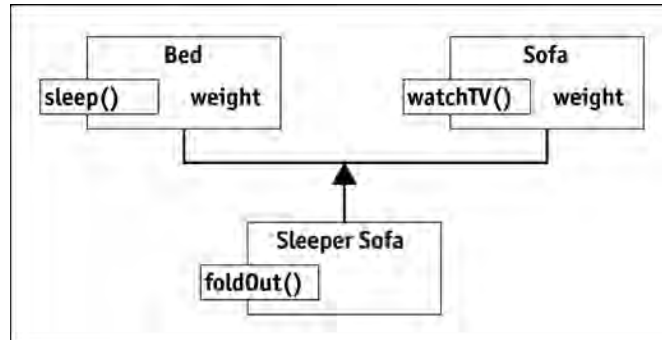 Bed
sleep() weight
Sofa
watchTV() weight
Sleeper Sofa
foldOut()